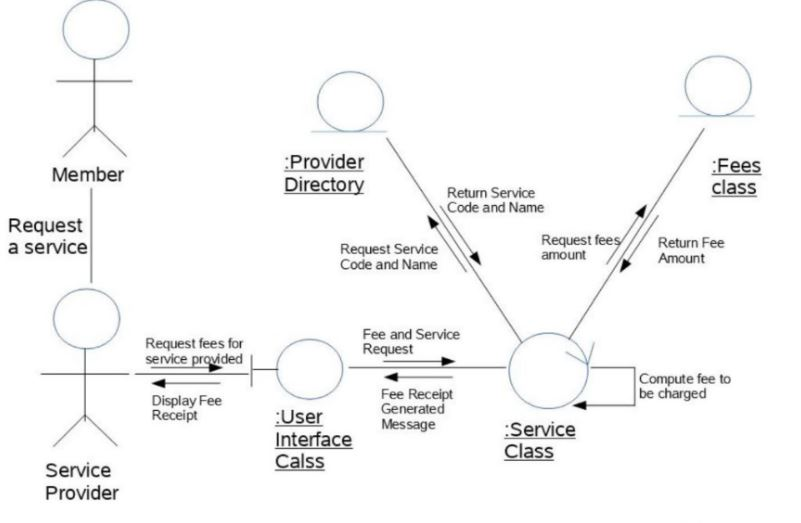 Member
Request
a service
:Provider
Directory
:Fees
class
Return Service
Code and Name
Request Service
Code and Name
Request fees
amount
Return Fee
Amount
Request fees for
service provided
Display Fee
Receipt
Fee and Service
Request
Fee Receipt
Generated
Message
Compute fee to
be charged
:User
Interface
Calss
:Service
Class
Service
Provider